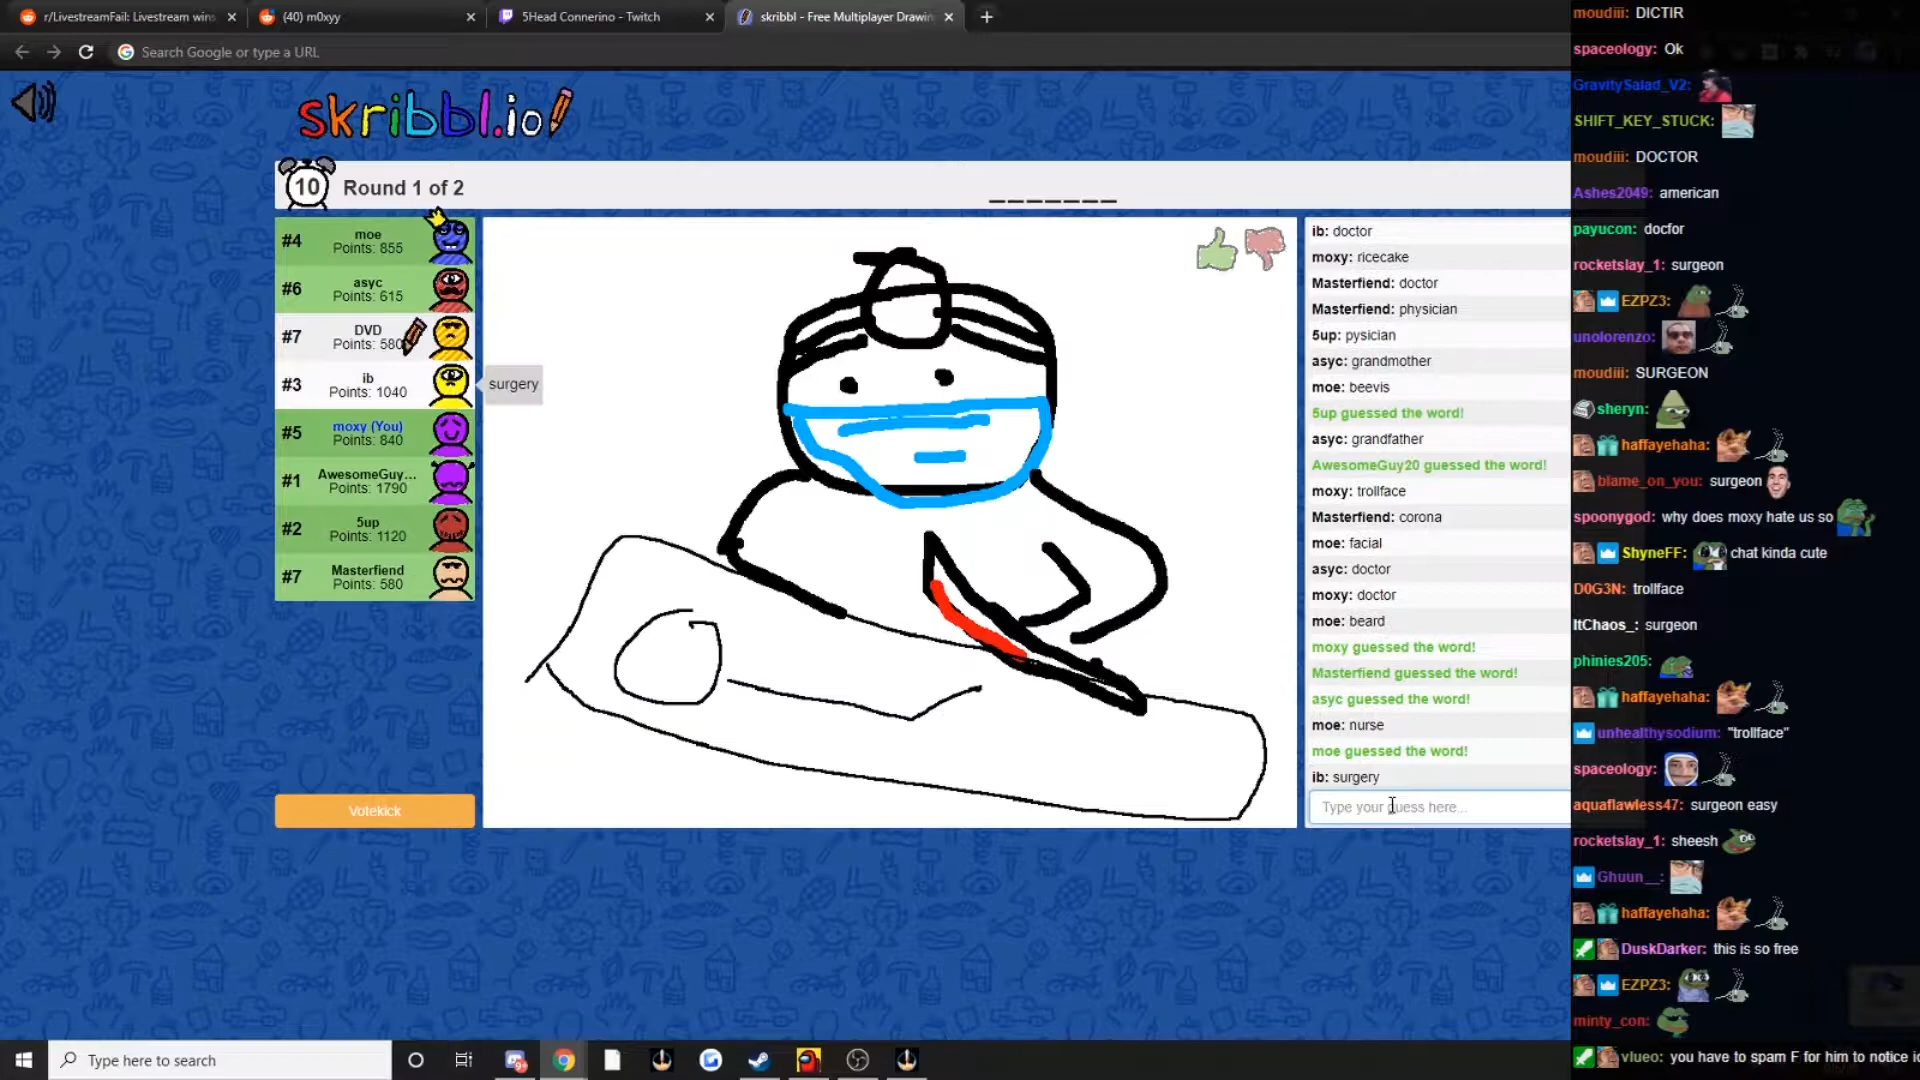 r/LivestreamFail: Livestream wins
(40) m0xyy
5Head Connerino - Twitch
skribbl - Free Multiplayer Drawin
Search Google or type a URL
skribbl.io
10
Round 1 of 2
_______
#4
moe
Points: 855
#6
asyc
Points: 615
#7
DVD
Points: 580
#3
ib
Points: 1040
surgery
#5
moxy (You)
Points: 840
#1
AwesomeGuy...
Points: 1790
#2
5up
Points: 1120
#7
Masterfiend
Points: 580
Votekick
ib: doctor
moxy: ricecake
Masterfiend: doctor
Masterfiend: physician
5up: pysician
asyc: grandmother
moe: beevis
5up guessed the word!
asyc: grandfather
AwesomeGuy20 guessed the word!
moxy: trollface
Masterfiend: corona
moe: facial
asyc: doctor
moxy: doctor
moe: beard
moxy guessed the word!
Masterfiend guessed the word!
asyc guessed the word!
moe: nurse
moe guessed the word!
ib: surgery
Type your guess here...
moudiii: DICTIR
spaceology: Ok
GravitySalad_V2:
SHIFT_KEY_STUCK:
moudiii: DOCTOR
Ashes2049: american
payucon: docfor
rocketslay_1: surgeon
EZPZ3:
unolorenzo:
moudiii: SURGEON
sheryn:
haffayehaha:
blame_on_you: surgeon
spoonygod: why does moxy hate us so
ShyneFF: chat kinda cute
D0G3N: trollface
ItChaos_: surgeon
phinies205:
haffayehaha:
unhealthysodium: "trollface"
spaceology:
aquaflawless47: surgeon easy
rocketslay_1: sheesh
Ghuun__:
haffayehaha:
DuskDarker: this is so free
EZPZ3:
minty_con:
vlueo: you have to spam F for him to notice
Type here to search